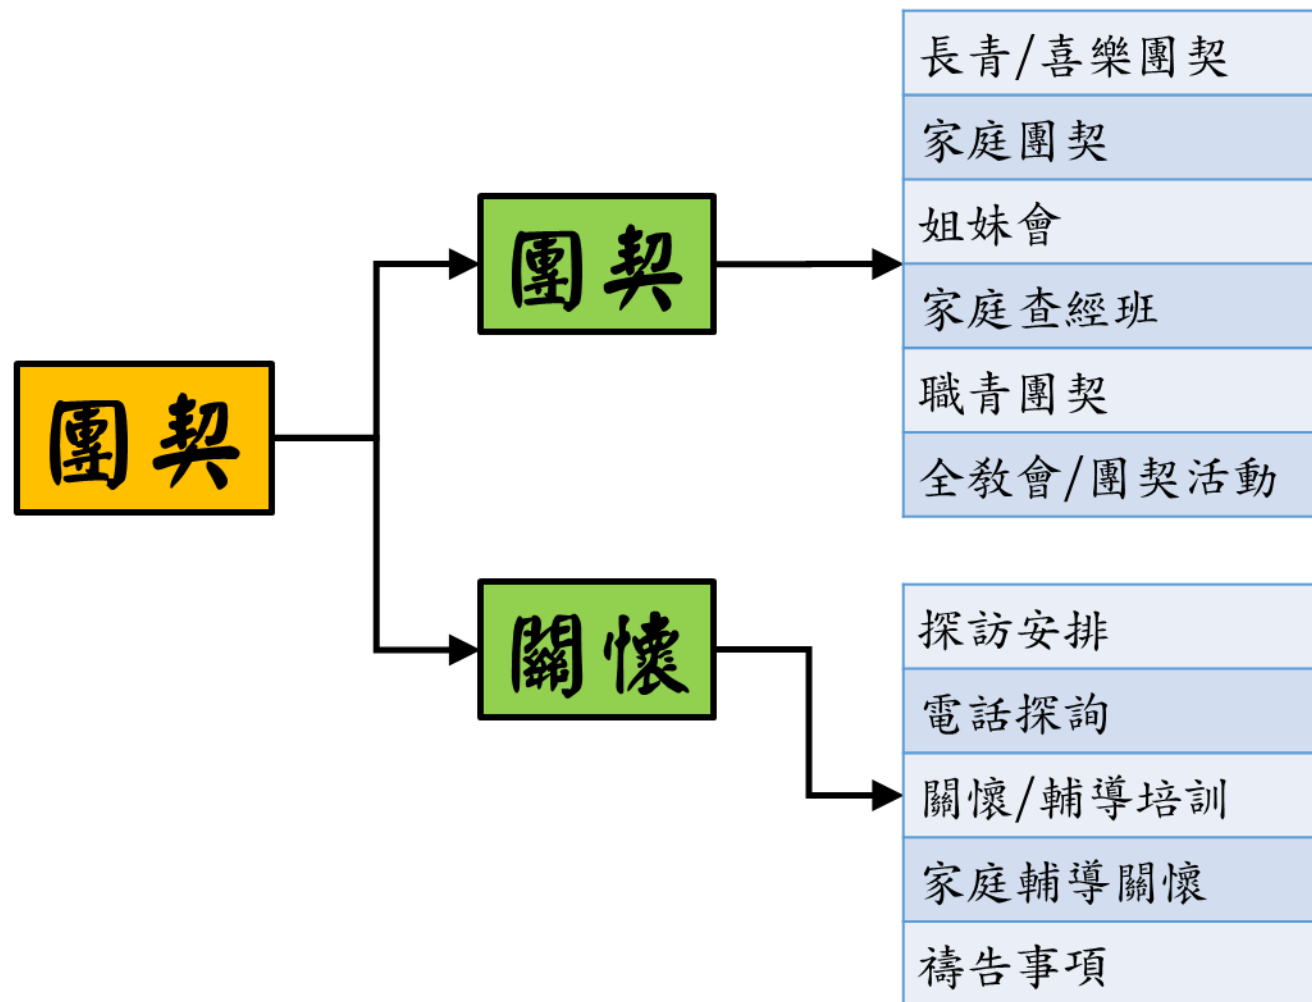 團契
團契
長青/喜樂團契
家庭團契
姐妹會
家庭查經班
職青團契
全教會/團契活動
關懷
探訪安排
電話探詢
關懷/輔導培訓
家庭輔導關懷
禱告事項